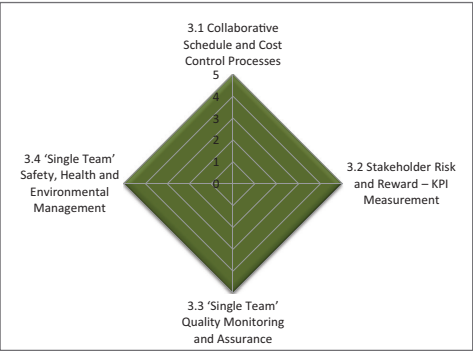 3.1 Collaborative
Schedule and Cost
Control Processes
5
4
3
2
1
0
3.4 ‘Single Team’
Safety, Health and
Environmental
Management
3.2 Stakeholder Risk
and Reward – KPI
Measurement
3.3 ‘Single Team’
Quality Monitoring
and Assurance